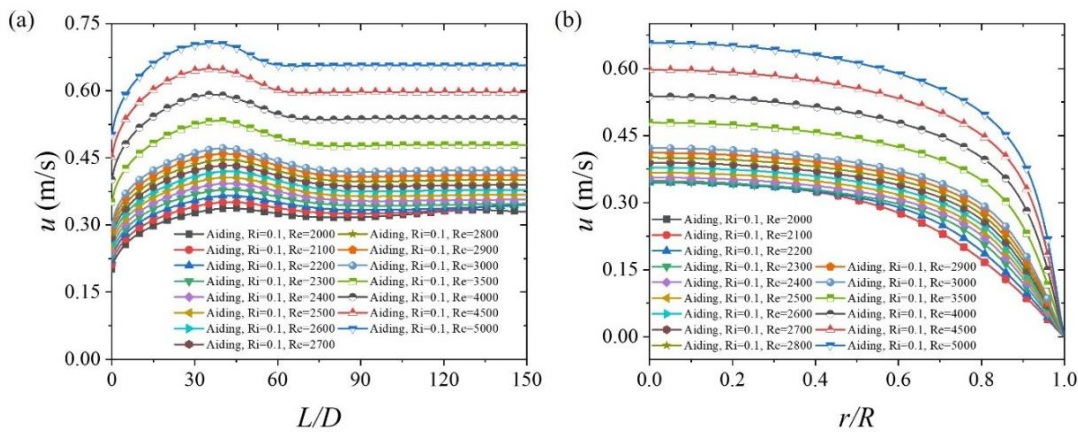 (a)
0.75
0.60
0.45
0.30
0.15
0.00
u (m/s)
Aiding, Ri=0.1, Re=2000
Aiding, Ri=0.1, Re=2100
Aiding, Ri=0.1, Re=2200
Aiding, Ri=0.1, Re=2300
Aiding, Ri=0.1, Re=2400
Aiding, Ri=0.1, Re=2500
Aiding, Ri=0.1, Re=2600
Aiding, Ri=0.1, Re=2700
Aiding, Ri=0.1, Re=2800
Aiding, Ri=0.1, Re=2900
Aiding, Ri=0.1, Re=3000
Aiding, Ri=0.1, Re=3500
Aiding, Ri=0.1, Re=4000
Aiding, Ri=0.1, Re=4500
Aiding, Ri=0.1, Re=5000
0 30 60 90 120 150
L/D
(b)
0.60
0.45
0.30
0.15
0.00
u (m/s)
Aiding, Ri=0.1, Re=2000
Aiding, Ri=0.1, Re=2100
Aiding, Ri=0.1, Re=2200
Aiding, Ri=0.1, Re=2300
Aiding, Ri=0.1, Re=2400
Aiding, Ri=0.1, Re=2500
Aiding, Ri=0.1, Re=2600
Aiding, Ri=0.1, Re=2700
Aiding, Ri=0.1, Re=2800
Aiding, Ri=0.1, Re=2900
Aiding, Ri=0.1, Re=3000
Aiding, Ri=0.1, Re=3500
Aiding, Ri=0.1, Re=4000
Aiding, Ri=0.1, Re=4500
Aiding, Ri=0.1, Re=5000
0.0 0.2 0.4 0.6 0.8 1.0
r/R